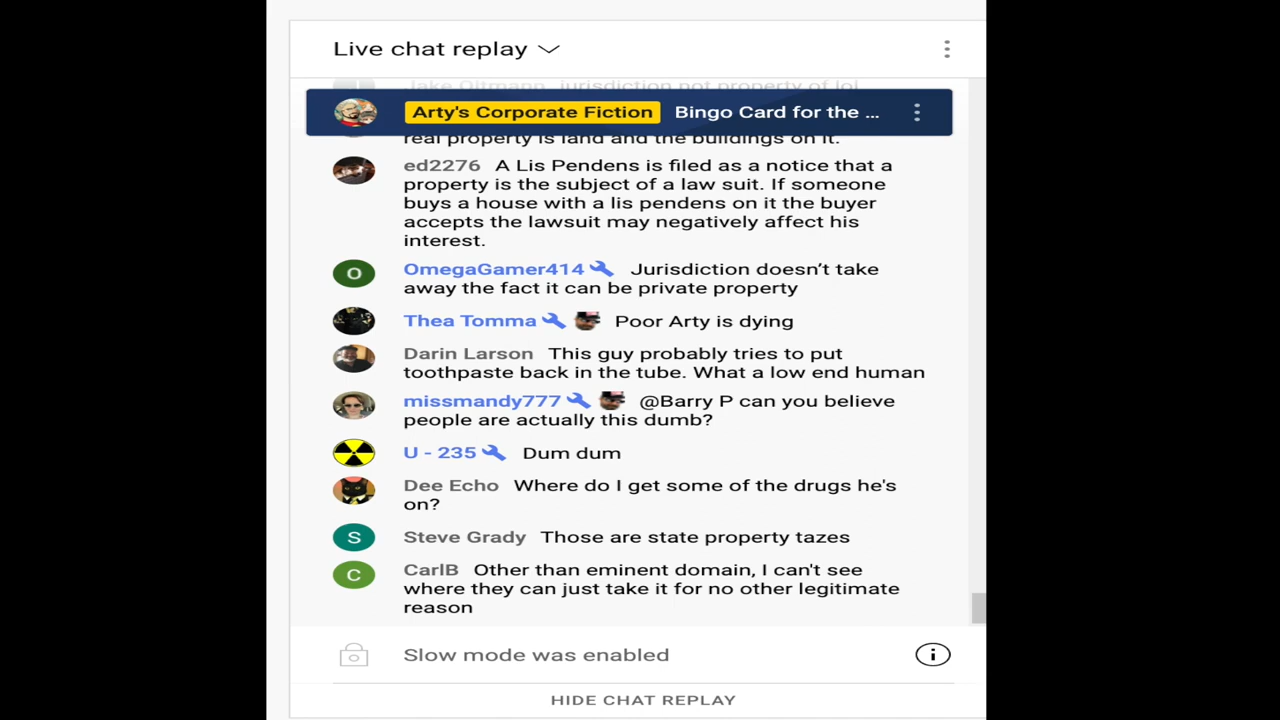 Live chat replay
Jake Oltmann jurisdiction not property of lol
Arty's Corporate Fiction Bingo Card for the ...
real property is land and the buildings on it.
ed2276 A Lis Pendens is filed as a notice that a
property is the subject of a law suit. If someone
buys a house with a lis pendens on it the buyer
accepts the lawsuit may negatively affect his
interest.
O
OmegaGamer414 Jurisdiction doesn’t take
away the fact it can be private property
Thea Tomma Poor Arty is dying
Darin Larson This guy probably tries to put
toothpaste back in the tube. What a low end human
missmandy777 @Barry P can you believe
people are actually this dumb?
U - 235 Dum dum
Dee Echo Where do I get some of the drugs he's
on?
S
Steve Grady Those are state property tazes
C
CarlB Other than eminent domain, I can't see
where they can just take it for no other legitimate
reason
Slow mode was enabled
HIDE CHAT REPLAY